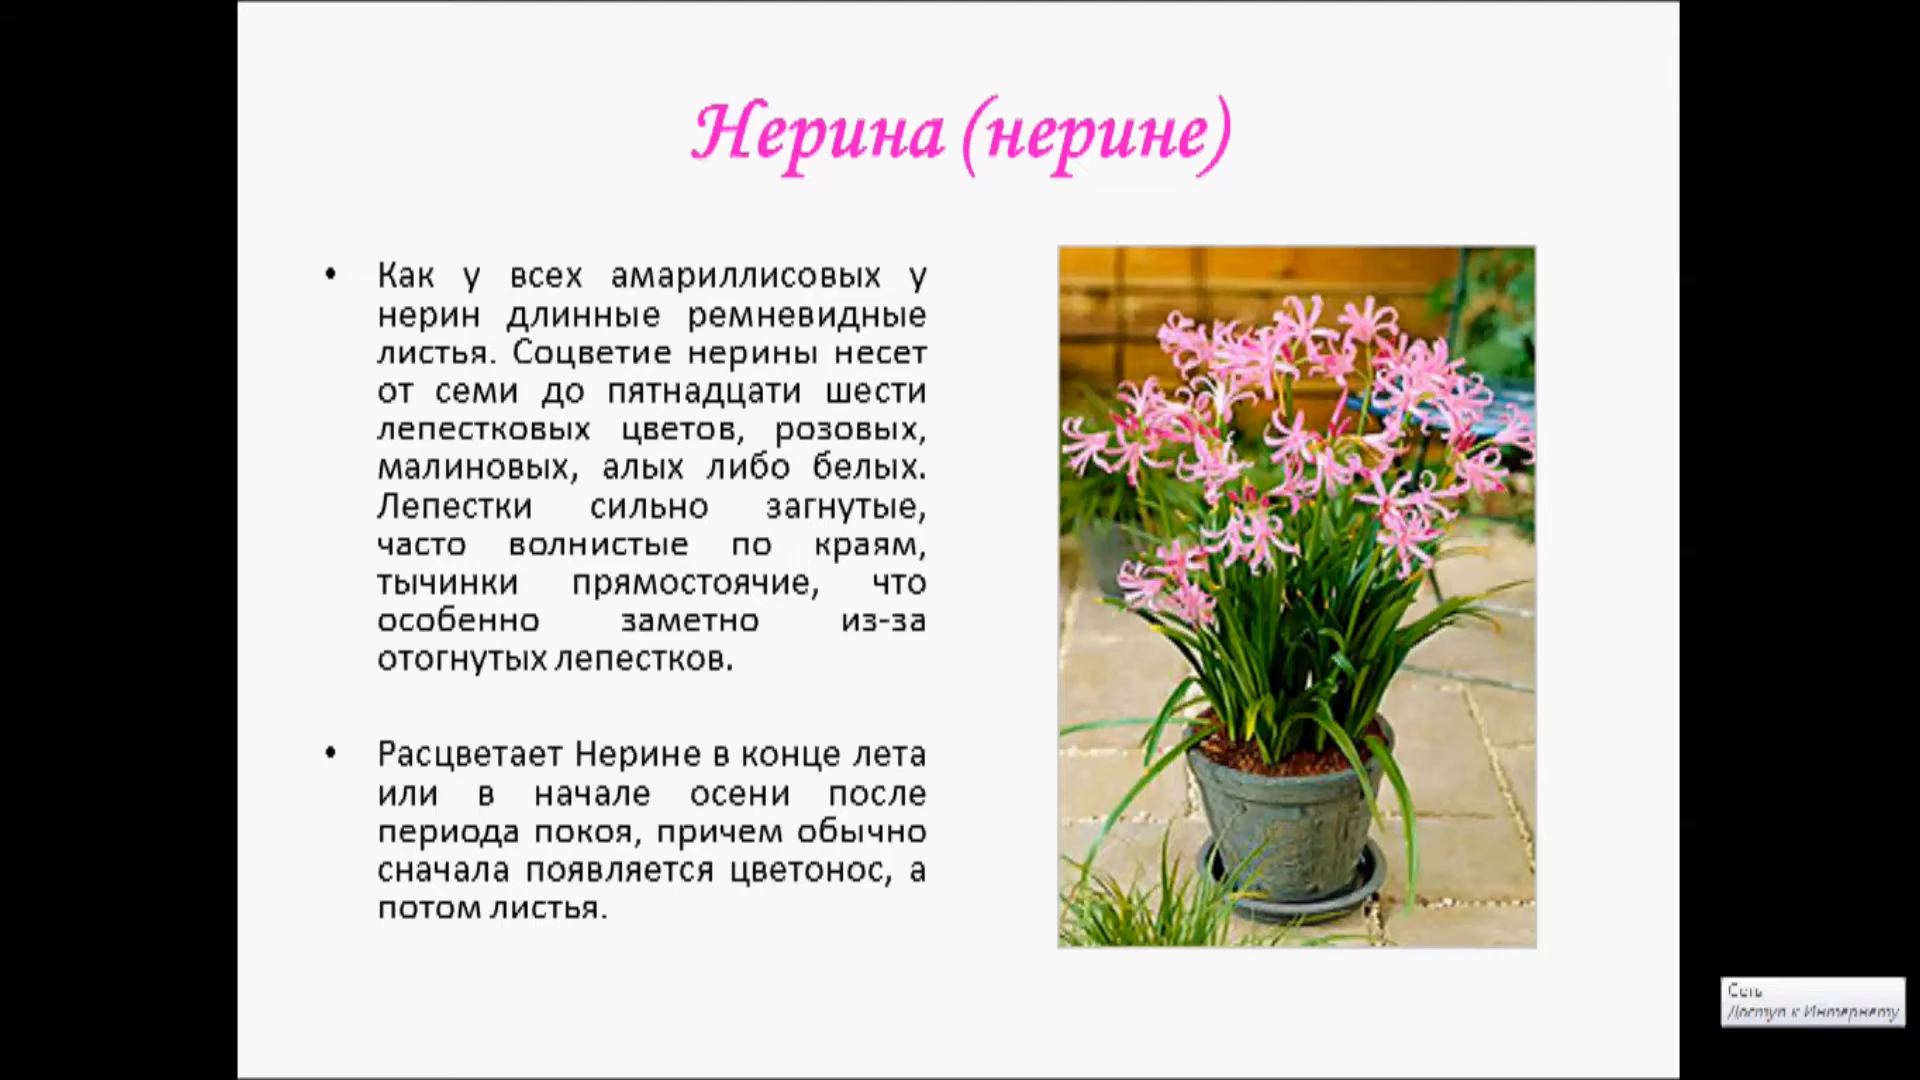 Нерина (нерине)
• Как у всех амариллисовых у
нерин длинные ремневидные
листья. Соцветие нерины несет
от семи до пятнадцати шести
лепестковых цветов, розовых,
малиновых, алых либо белых.
Лепестки сильно загнутые,
часто волнистые по краям,
тычинки прямостоячие, что
особенно заметно из-за
отогнутых лепестков.
• Расцветает Нерине в конце лета
или в начале осени после
периода покоя, причем обычно
сначала появляется цветонос, а
потом листья.
Сеть
Доступ к Интернету